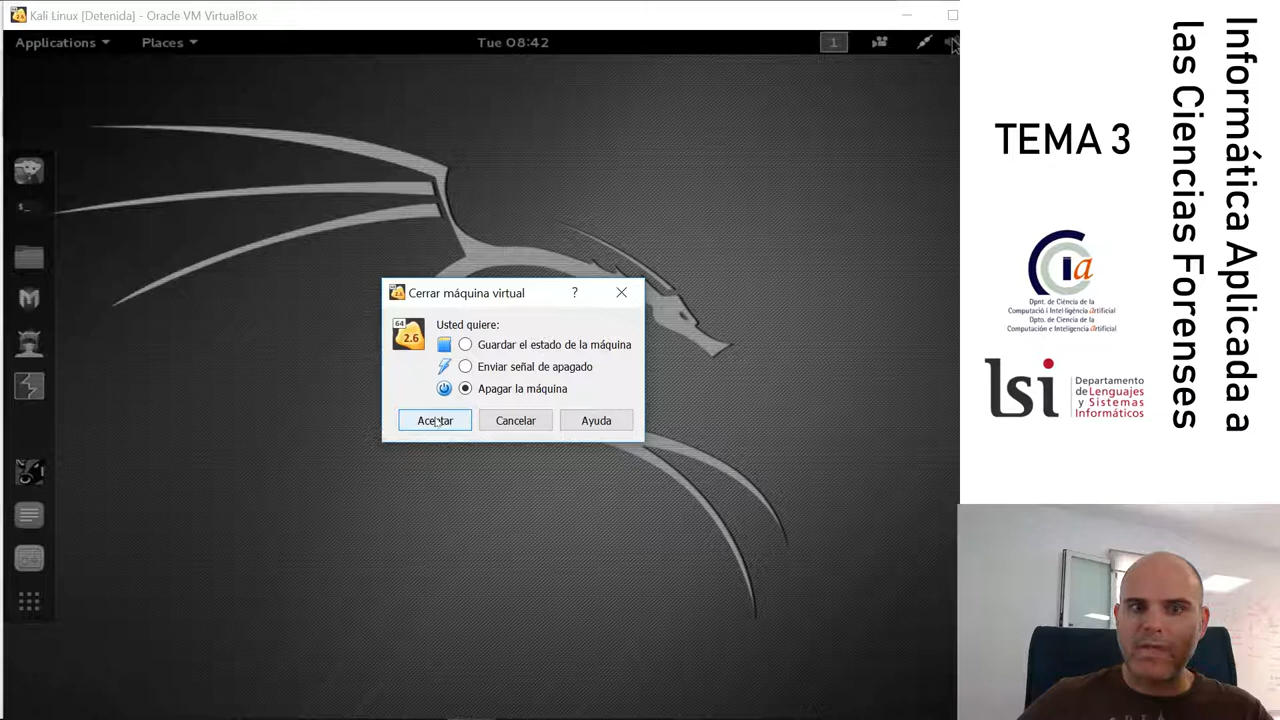 Kali Linux [Detenida] - Oracle VM VirtualBox
Applications
Places
Tue 08:42
1
Cerrar máquina virtual
?
64
2.6
Usted quiere:
Guardar el estado de la máquina
Enviar señal de apagado
Apagar la máquina
Aceptar
Cancelar
Ayuda
TEMA 3
Informática Aplicada a
las Ciencias Forenses
Cia
Dpnt. de Ciència de la
Computació i Intel·ligència artificial
Dpto. de Ciencia de la
Computación e Inteligencia artificial
lsi
Departamento
de Lenguajes
y Sistemas
Informáticos
$_